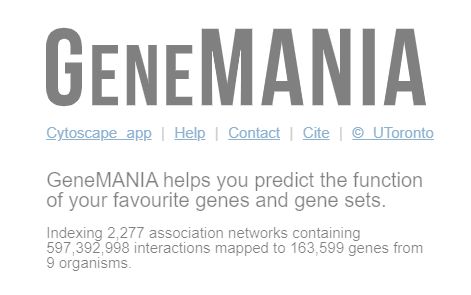 GENEMANIA
Cytoscape app | Help | Contact | Cite | © UToronto
GeneMANIA helps you predict the function
of your favourite genes and gene sets.
Indexing 2,277 association networks containing
597,392,998 interactions mapped to 163,599 genes from
9 organisms.